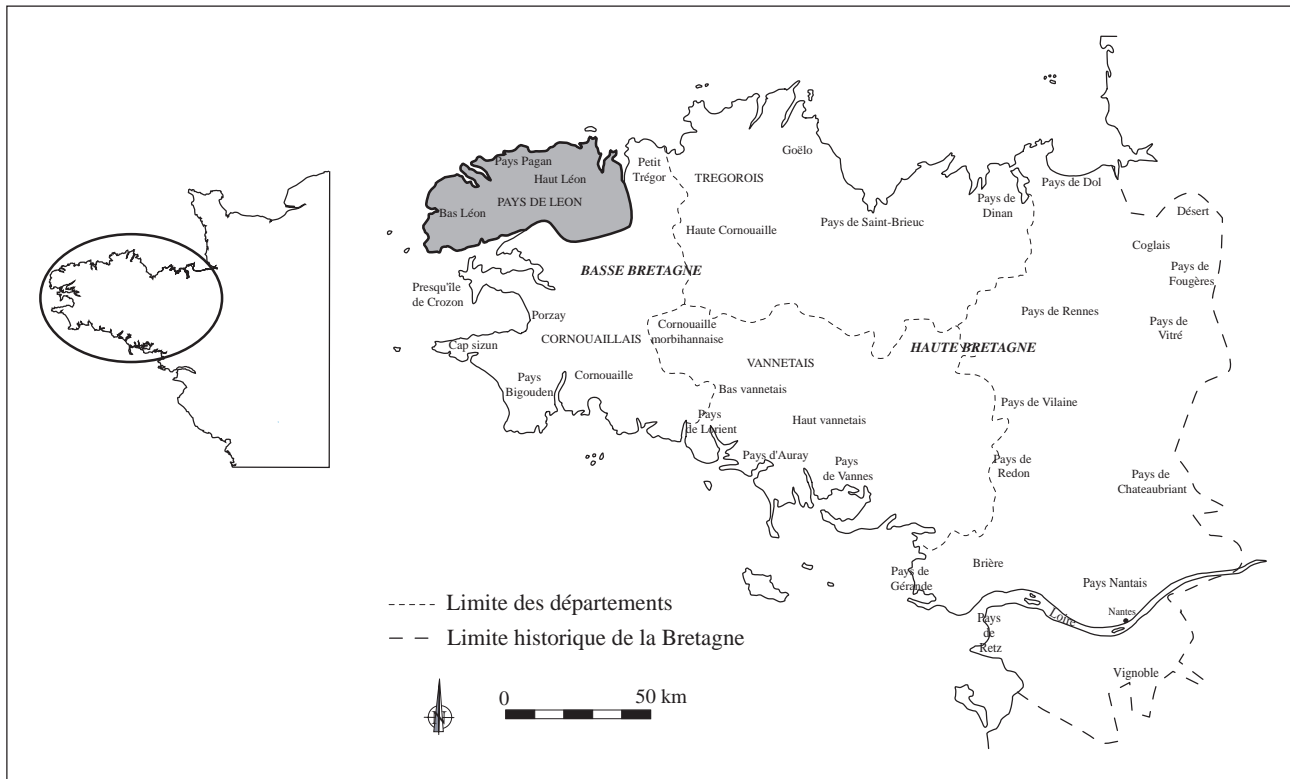 Pays Pagan
Haut Léon
PAYS DE LEON
Bas Léon
Petit
Trégor
TREGOROIS
Goëlo
Pays de Dol
Pays de
Dinan
Pays de Saint-Brieuc
Désert
Coglais
Pays de
Fougères
Haute Cornouaille
BASSE BRETAGNE
Presqu'île
de Crozon
Porzay
Pays de Rennes
Pays de
Vitré
Cornouaille
morbihannaise
CORNOUAILLAIS
Cap sizun
HAUTE BRETAGNE
VANNETAIS
Pays
Bigouden
Cornouaille
Bas vannetais
Pays de Vilaine
Pays
de Lorient
Haut vannetais
Pays d'Auray
Pays
de Vannes
Pays de
Redon
Pays de
Chateaubriant
Pays de
Gérande
Brière
Pays Nantais
Nantes
Loire
Pays
de
Retz
Vignoble
Limite des départements
Limite historique de la Bretagne
N
0 50 km